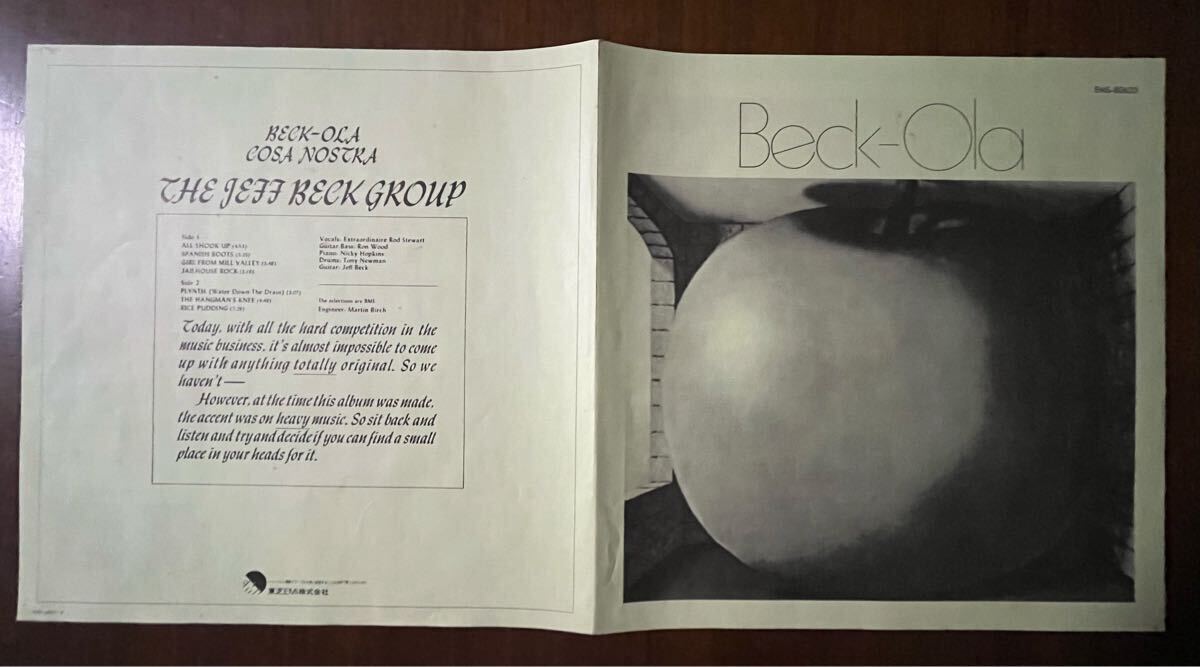 BECK-OLA
COSA NOSTRA
THE JEFF BECK GROUP
Side 1
ALL SHOOK UP
SPANISH BOOTS
GIRL FROM MILL VALLEY
JAILHOUSE ROCK
Side 2
PLYNTH. (Water Down The Drain) (3:07)
THE HANGMAN'S KNEE
RICE PUDDING
Vocals: Extraordinaire Rod Stewart
Guitar Bass: Ron Wood
Piano: Nicky Hopkins
Drums: Tony Newman
Guitar: Jeff Beck
The selections are BMI.
Engineer: Martin Birch
Today, with all the hard competition in the
music business, it's almost impossible to come
up with anything totally original. So we
haven't —
However, at the time this album was made,
the accent was on heavy music. So sit back and
listen and try and decide if you can find a small
place in your heads for it.
東芝EMI株式会社
Beck-Ola